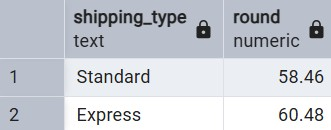 shipping_type round
text numeric
1 Standard 58.46
2 Express 60.48